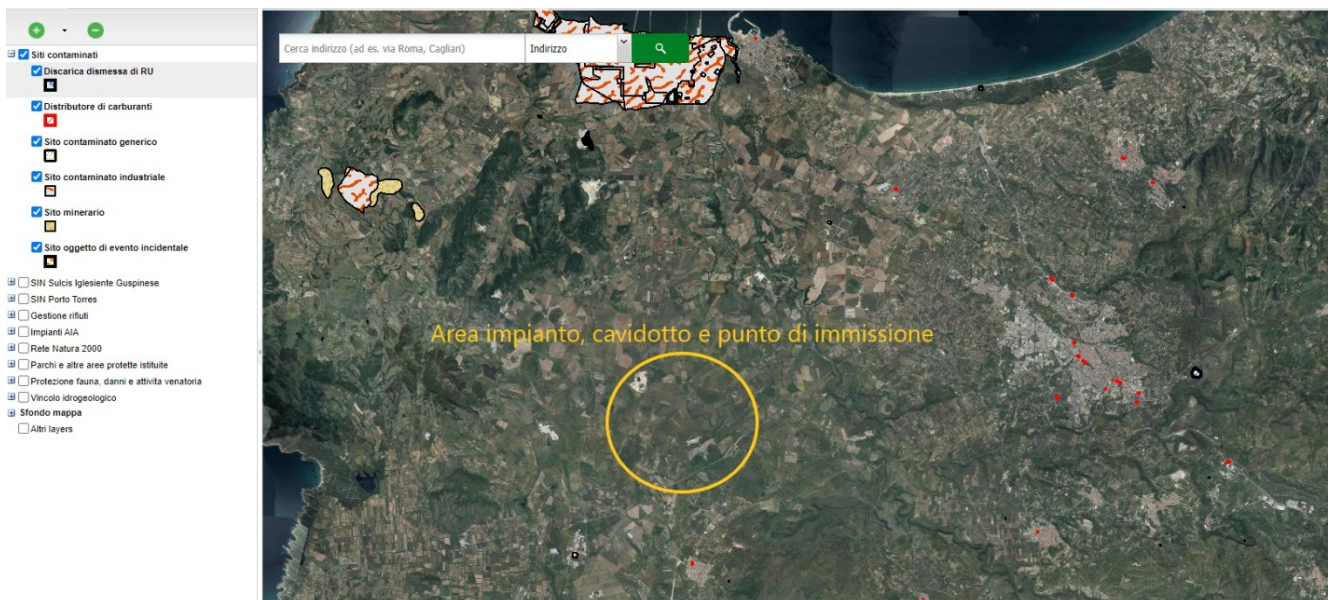 Siti contaminati
Discarica dismessa di RU
Distributore di carburanti
Sito contaminato generico
Sito contaminato industriale
Sito minerario
Sito oggetto di evento incidentale
SIN Sulcis Iglesiente Guspinese
SIN Porto Torres
Gestione rifiuti
Impianti AIA
Rete Natura 2000
Parchi e altre aree protette istituite
Protezione fauna, danni e attivita venatoria
Vincolo idrogeologico
Sfondo mappa
Altri layers
Cerca indirizzo (ad es. via Roma, Cagliari) Indirizzo
Area impianto, cavidotto e punto di immissione